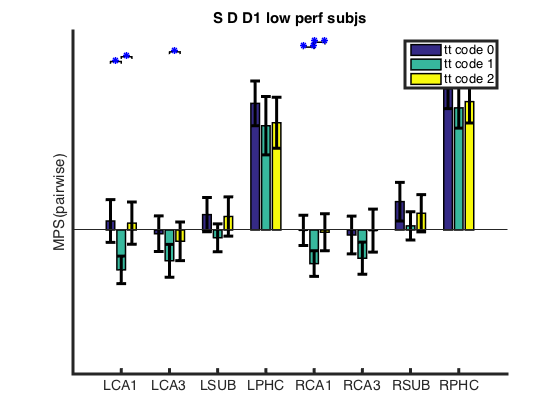 S D D1 low perf subjs
tt code 0
tt code 1
tt code 2
MPS(pairwise)
LCA1 LCA3 LSUB LPHC RCA1 RCA3 RSUB RPHC